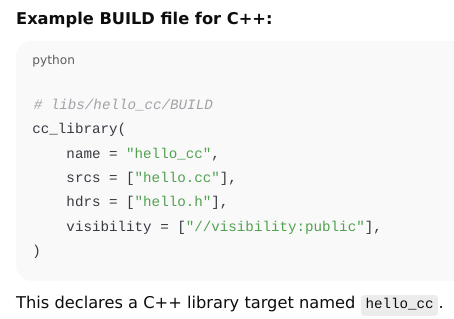 Example BUILD file for C++:
python
# libs/hello_cc/BUILD
cc_library(
    name = "hello_cc",
    srcs = ["hello.cc"],
    hdrs = ["hello.h"],
    visibility = ["//visibility:public"],
)
This declares a C++ library target named hello_cc.